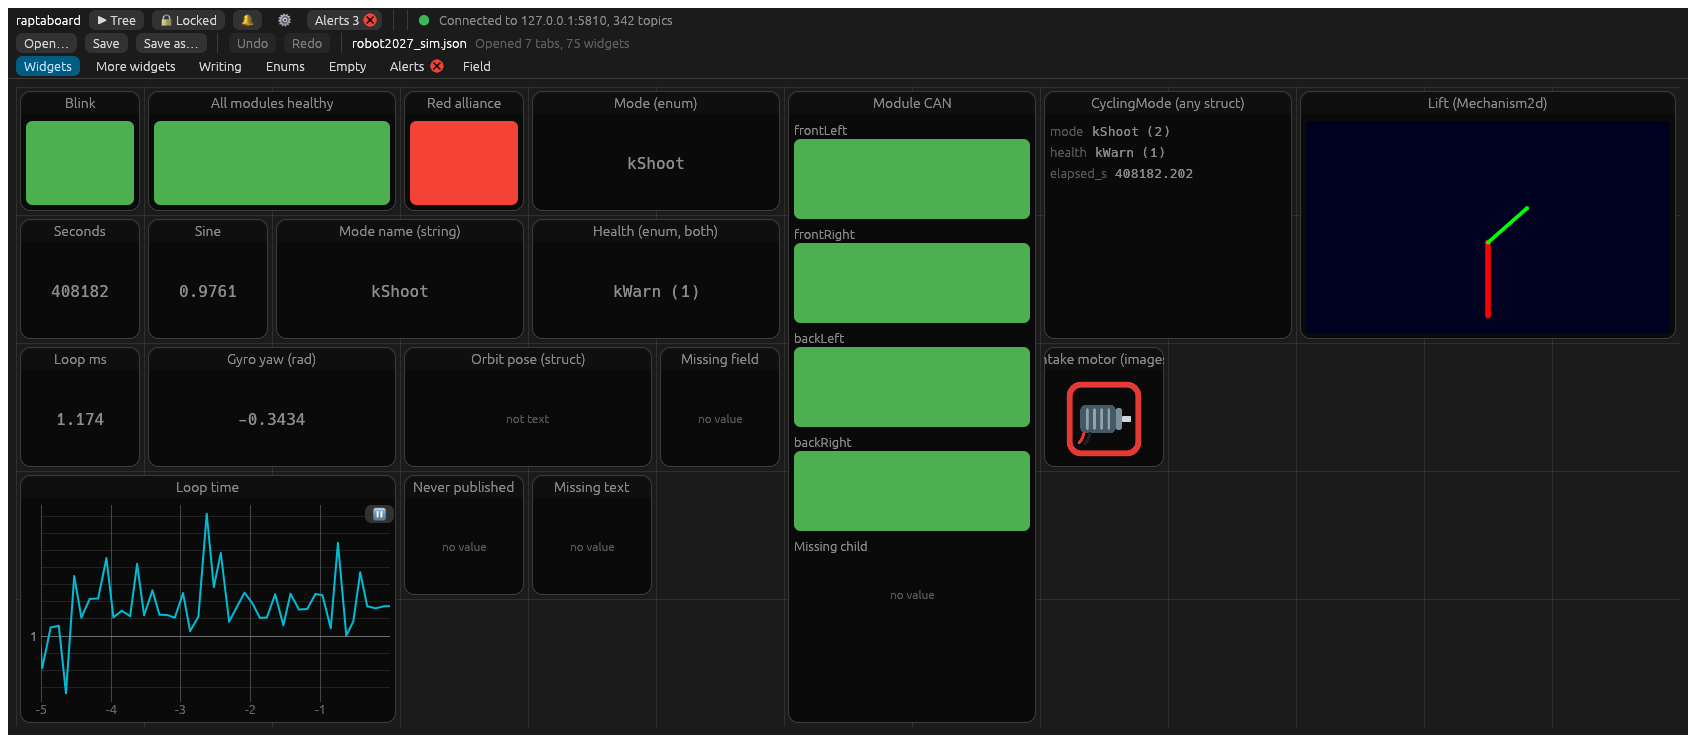 raptaboard ▶ Tree 🔒 Locked 🔔 ⚙ Alerts 3 Connected to 127.0.0.1:5810, 342 topics
Open… Save Save as… Undo Redo robot2027_sim.json Opened 7 tabs, 75 widgets
Widgets More widgets Writing Enums Empty Alerts Field
Blink All modules healthy Red alliance Mode (enum) Module CAN CyclingMode (any struct) Lift (Mechanism2d)
kShoot
frontLeft
mode kShoot (2)
health kWarn (1)
elapsed_s 408182.202
Seconds Sine Mode name (string) Health (enum, both)
frontRight
408182 0.9761 kShoot kWarn (1)
backLeft
Loop ms Gyro yaw (rad) Orbit pose (struct) Missing field ntake motor (image
1.174 -0.3434 not text no value
backRight
Loop time Never published Missing text
no value no value
Missing child
no value
1
-5 -4 -3 -2 -1